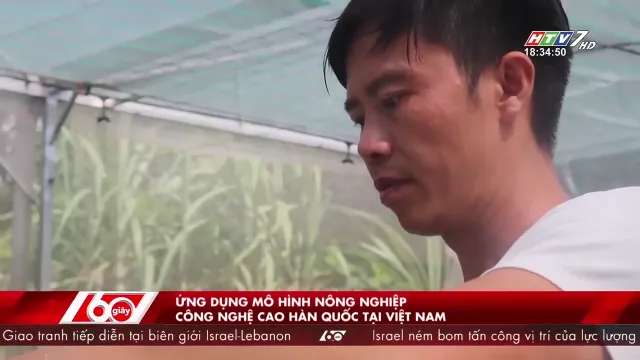 HTV7 HD
18:34:50
60 giây
ỨNG DỤNG MÔ HÌNH NÔNG NGHIỆP
CÔNG NGHỆ CAO HÀN QUỐC TẠI VIỆT NAM
Giao tranh tiếp diễn tại biên giới Israel-Lebanon 60 Israel ném bom tấn công vị trí của lực lượng